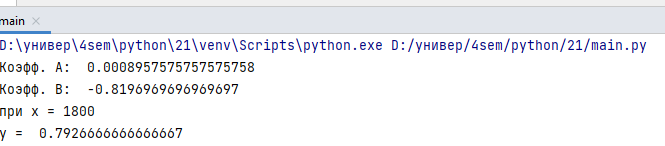 main
D:\универ\4sem\python\21\venv\Scripts\python.exe D:/универ/4sem/python/21/main.py
Коэфф. A:  0.0008957575757575758
Коэфф. B:  -0.8196969696969697
при x = 1800
y =  0.7926666666666667